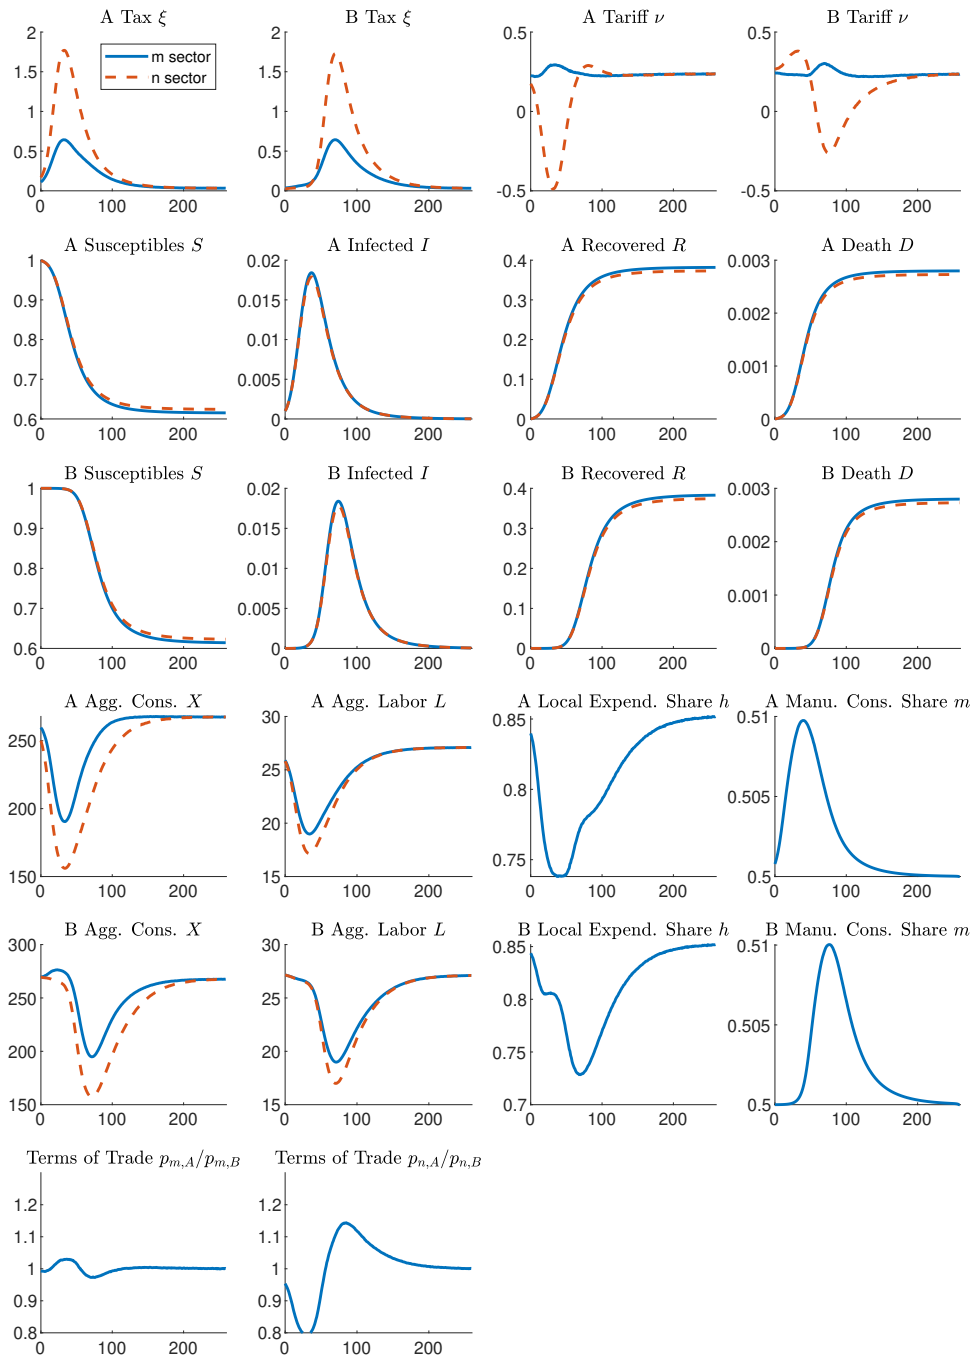 A Tax ξ
B Tax ξ
A Tariff ν
B Tariff ν
2
1.5
1
0.5
0
0 100 200
m sector
n sector
2
1.5
1
0.5
0
0 100 200
0.5
0
-0.5
0 100 200
0.5
0
-0.5
0 100 200
A Susceptibles S
A Infected I
A Recovered R
A Death D
1
0.9
0.8
0.7
0.6
0 100 200
0.02
0.015
0.01
0.005
0
0 100 200
0.4
0.3
0.2
0.1
0
0 100 200
0.003
0.002
0.001
0
0 100 200
B Susceptibles S
B Infected I
B Recovered R
B Death D
1
0.9
0.8
0.7
0.6
0 100 200
0.02
0.015
0.01
0.005
0
0 100 200
0.4
0.3
0.2
0.1
0
0 100 200
0.003
0.002
0.001
0
0 100 200
A Agg. Cons. X
A Agg. Labor L
A Local Expend. Share h
A Manu. Cons. Share m
250
200
150
0 100 200
30
25
20
15
0 100 200
0.85
0.8
0.75
0 100 200
0.51
0.505
0.5
0 100 200
B Agg. Cons. X
B Agg. Labor L
B Local Expend. Share h
B Manu. Cons. Share m
300
250
200
150
0 100 200
30
25
20
15
0 100 200
0.85
0.8
0.75
0.7
0 100 200
0.51
0.505
0.5
0 100 200
Terms of Trade p_{m,A}/p_{m,B}
Terms of Trade p_{n,A}/p_{n,B}
1.2
1.1
1
0.9
0.8
0 100 200
1.2
1.1
1
0.9
0.8
0 100 200